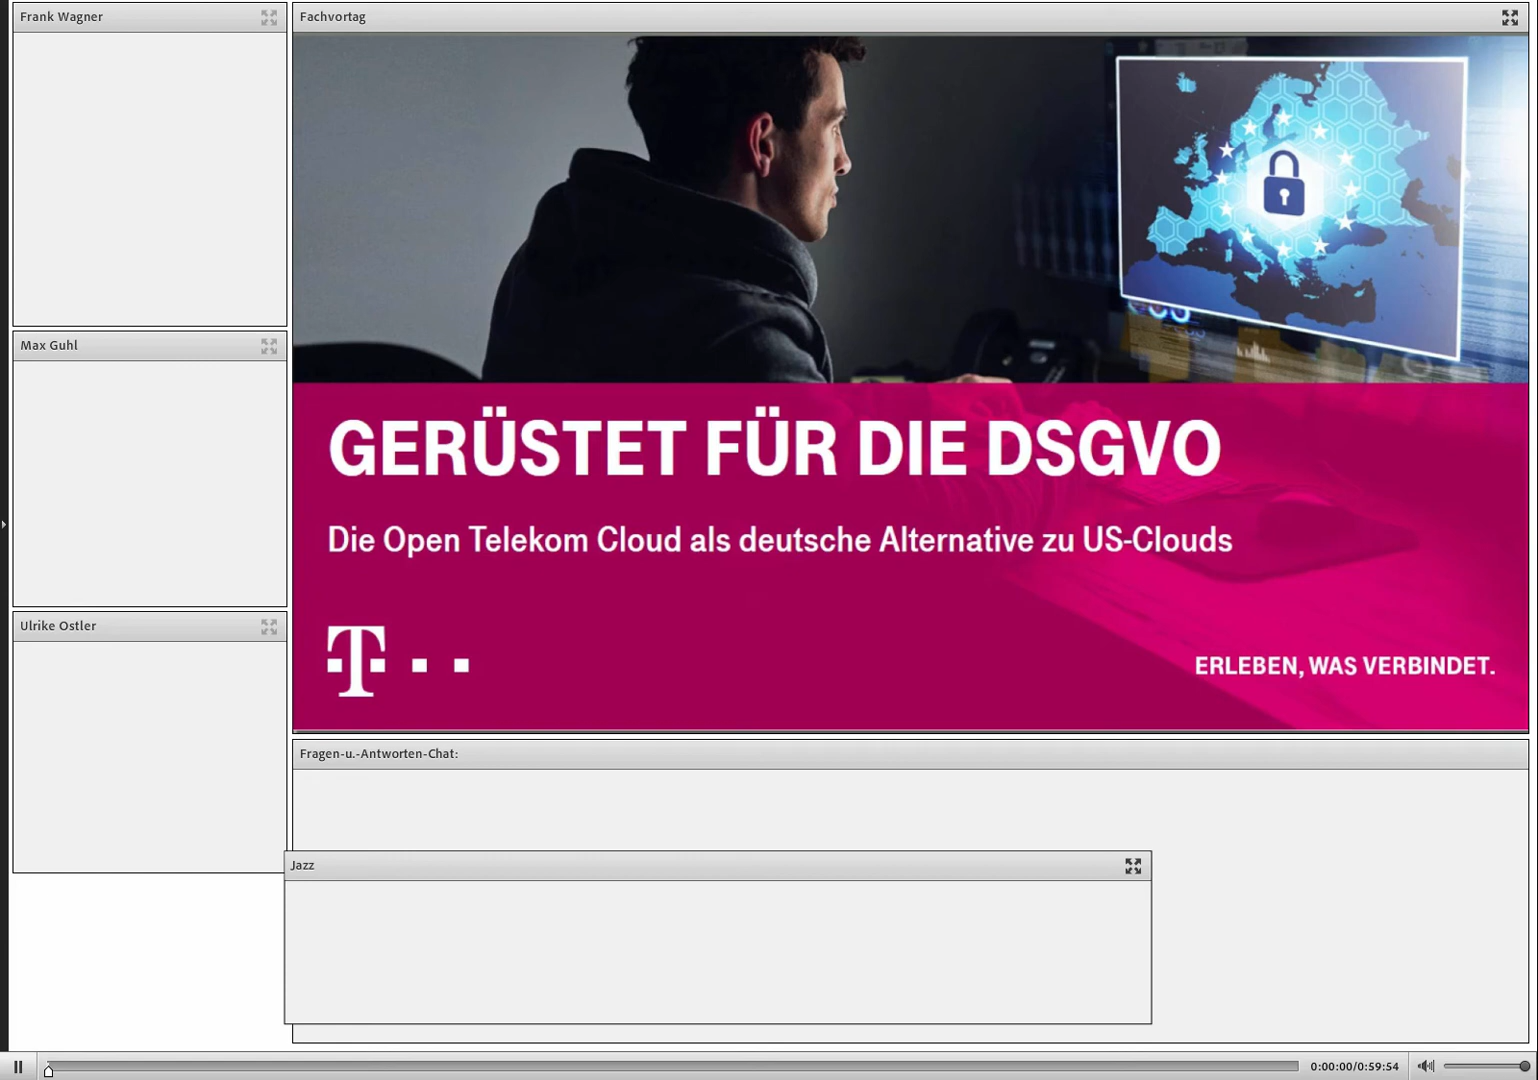 Frank Wagner
Fachvortag
Max Guhl
Ulrike Ostler
GERÜSTET FÜR DIE DSGVO
Die Open Telekom Cloud als deutsche Alternative zu US-Clouds
T
ERLEBEN, WAS VERBINDET.
Fragen-u.-Antworten-Chat:
Jazz
0:00:00/0:59:54